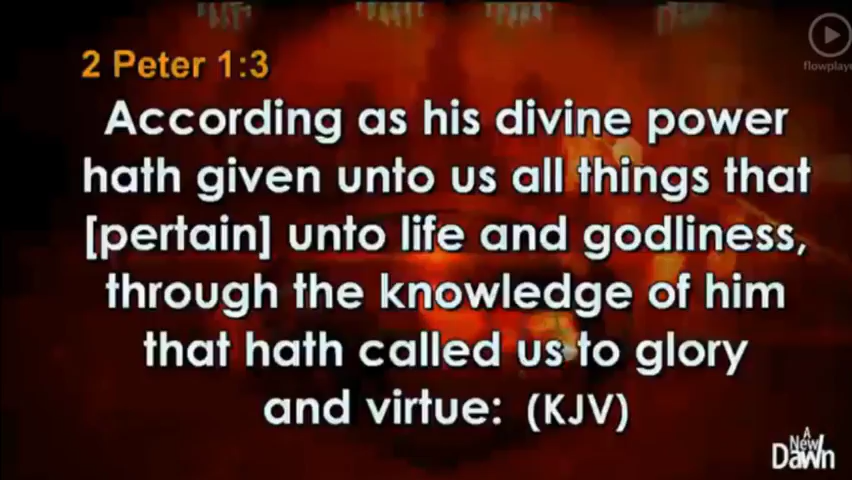 2 Peter 1:3
According as his divine power
hath given unto us all things that
[pertain] unto life and godliness,
through the knowledge of him
that hath called us to glory
and virtue: (KJV)
flowplaye
A
New
Dawn